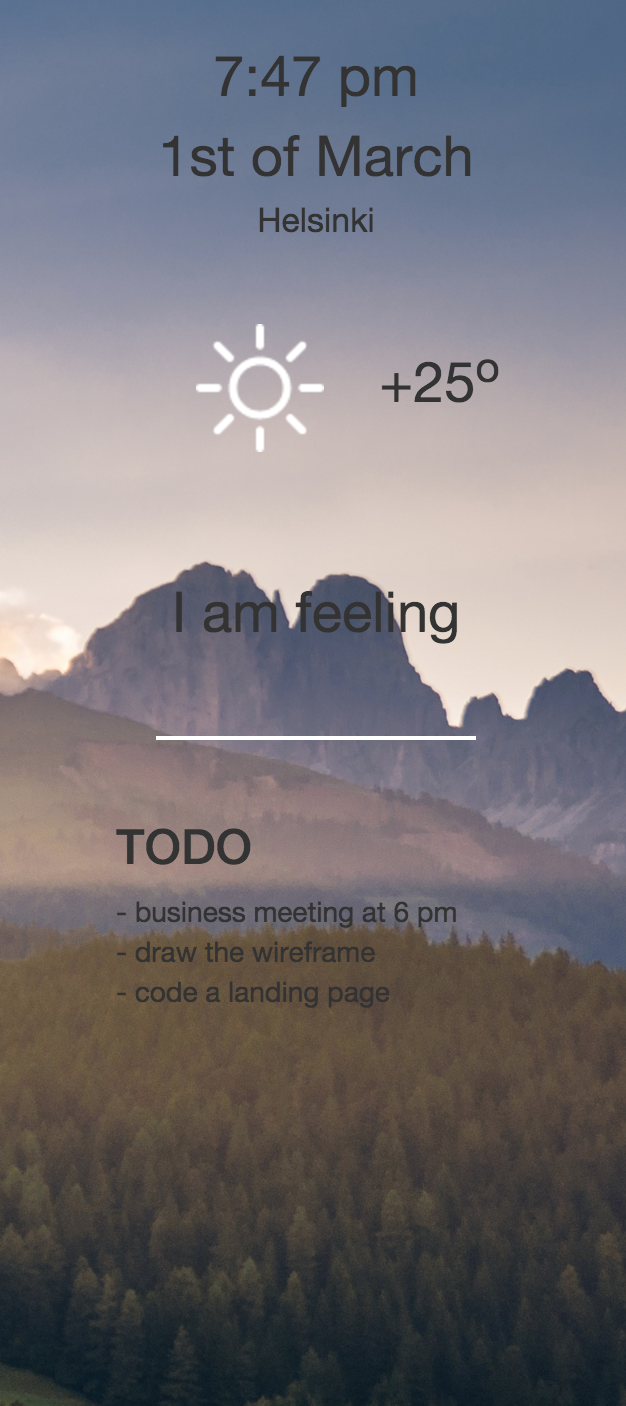 7:47 pm
1st of March
Helsinki
+25º
I am feeling
TODO
- business meeting at 6 pm
- draw the wireframe
- code a landing page